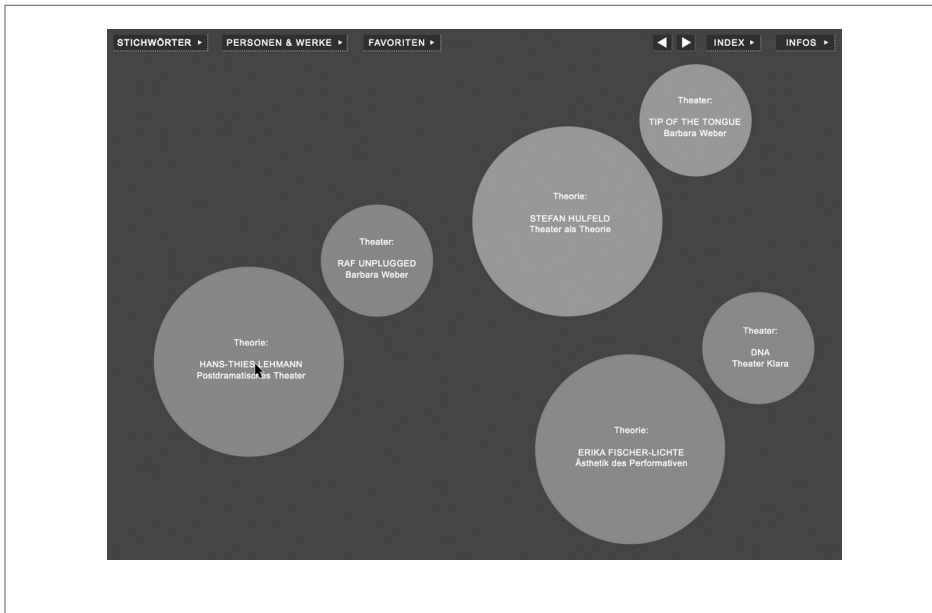 STICHWÖRTER ▸ PERSONEN & WERKE ▸ FAVORITEN ▸ ◀ ▶ INDEX ▸ INFOS ▸
Theater:
TIP OF THE TONGUE
Barbara Weber
Theorie:
STEFAN HULFELD
Theater als Theorie
Theater:
RAF UNPLUGGED
Barbara Weber
Theorie:
HANS-THIES LEHMANN
Postdramatisches Theater
Theater:
DNA
Theater Klara
Theorie:
ERIKA FISCHER-LICHTE
Ästhetik des Performativen